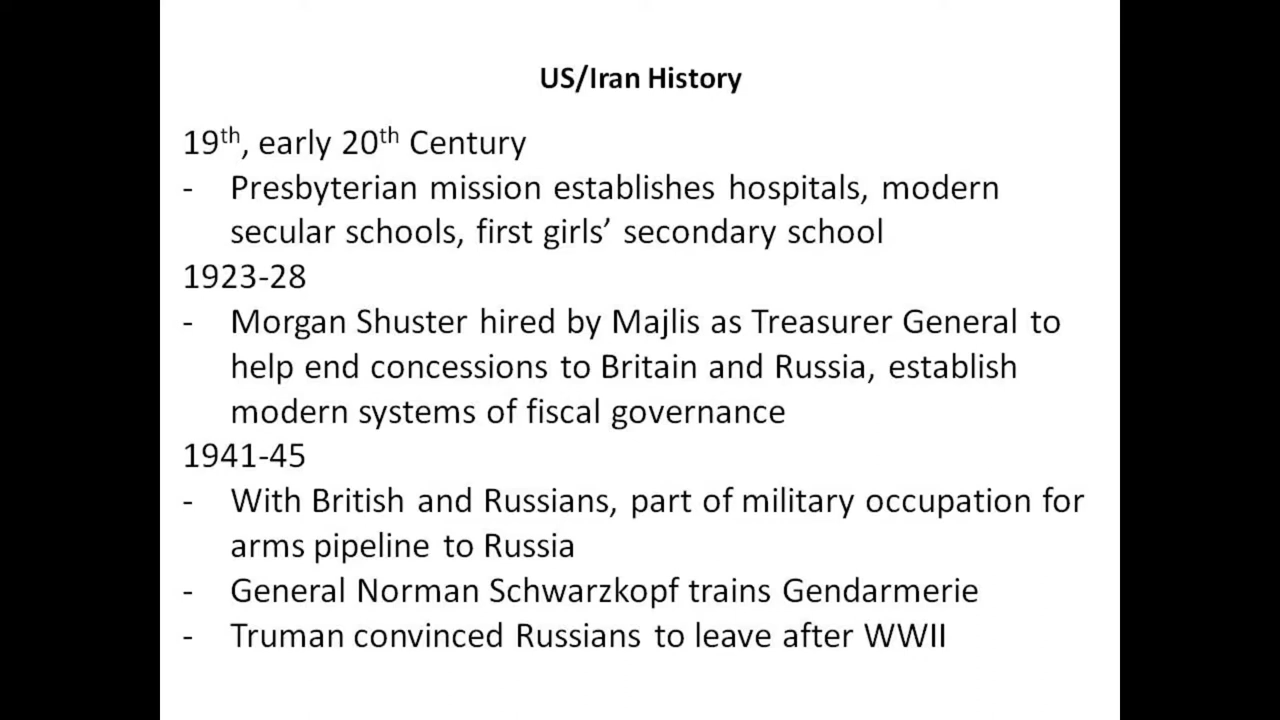 US/Iran History
19th, early 20th Century
- Presbyterian mission establishes hospitals, modern
secular schools, first girls’ secondary school
1923-28
- Morgan Shuster hired by Majlis as Treasurer General to
help end concessions to Britain and Russia, establish
modern systems of fiscal governance
1941-45
- With British and Russians, part of military occupation for
arms pipeline to Russia
- General Norman Schwarzkopf trains Gendarmerie
- Truman convinced Russians to leave after WWII